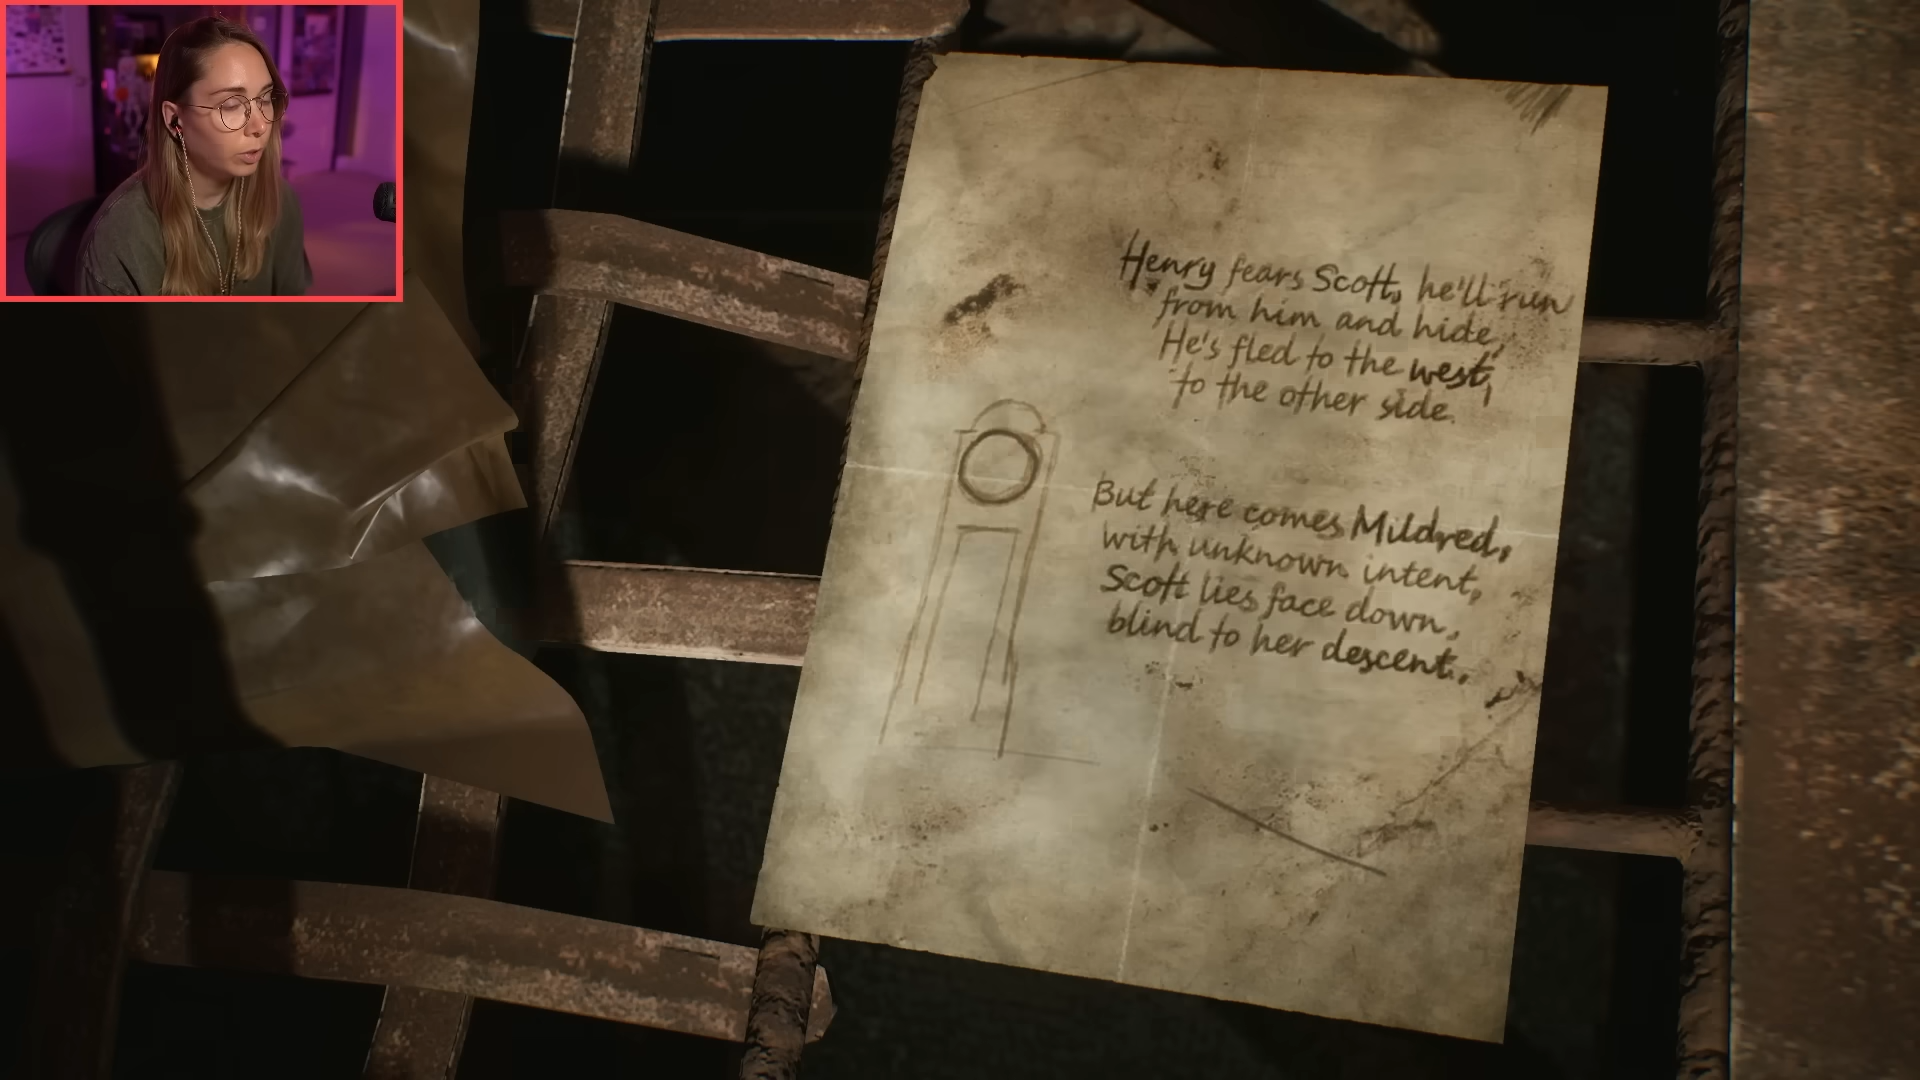 Henry fears Scott, he'll run
from him and hide,
He's fled to the west,
to the other side.
But here comes Mildred,
with unknown intent,
Scott lies face down,
blind to her descent.